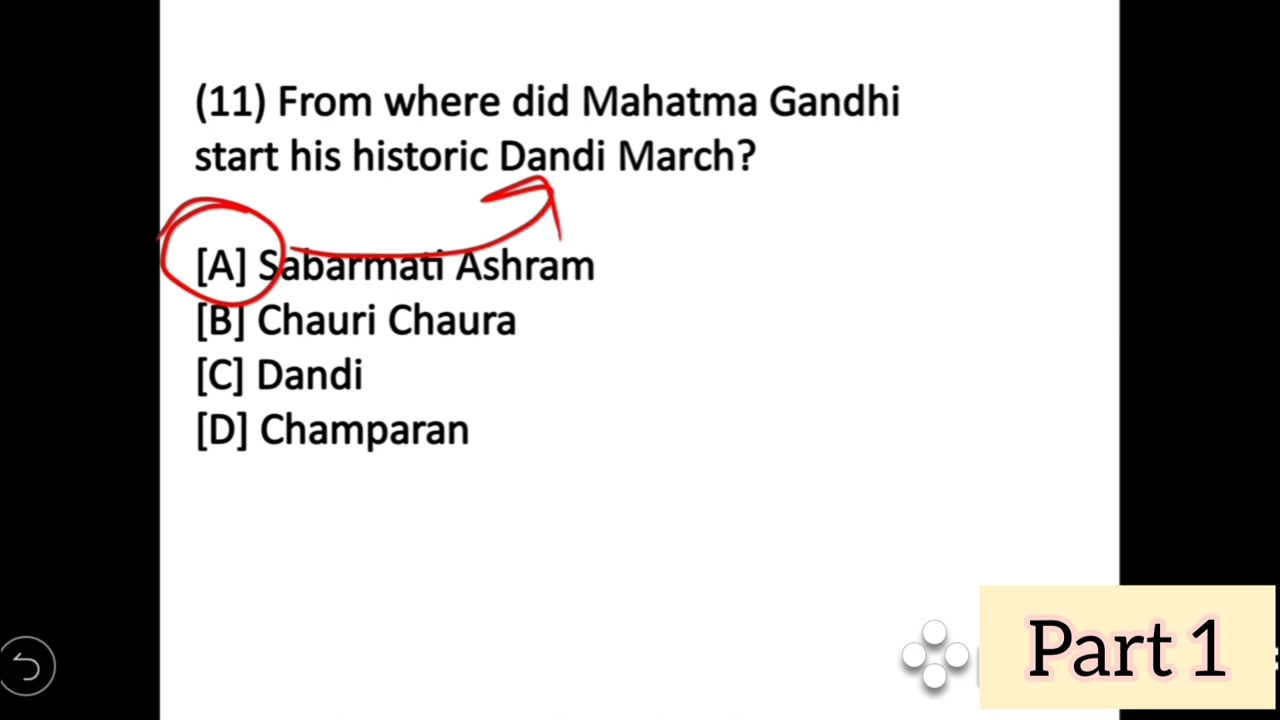 (11) From where did Mahatma Gandhi
start his historic Dandi March?
[A] Sabarmati Ashram
[B] Chauri Chaura
[C] Dandi
[D] Champaran
Part 1